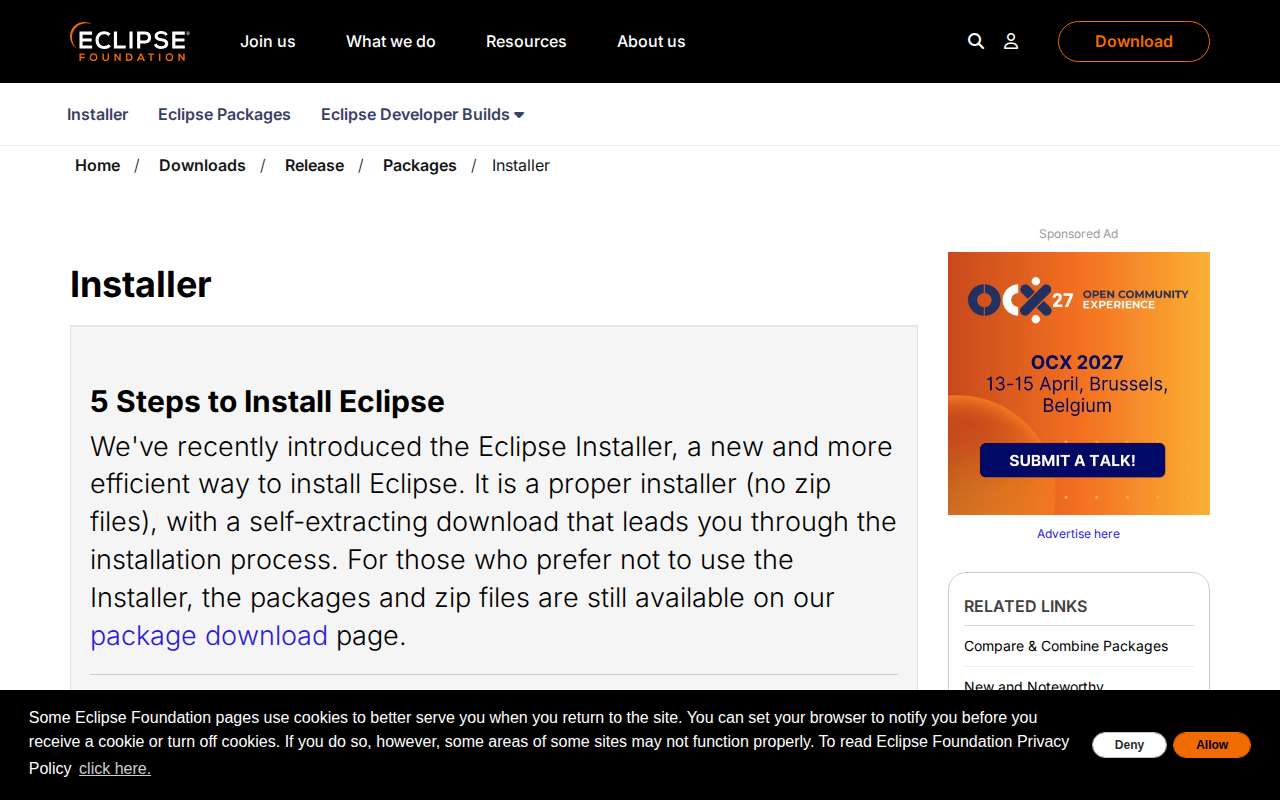 ECLIPSE
FOUNDATION
Join us
What we do
Resources
About us
Download
Installer
Eclipse Packages
Eclipse Developer Builds
Home / Downloads / Release / Packages / Installer
Sponsored Ad
OCX 27 OPEN COMMUNITY
EXPERIENCE
OCX 2027
13-15 April, Brussels,
Belgium
SUBMIT A TALK!
Advertise here
Installer
5 Steps to Install Eclipse
We've recently introduced the Eclipse Installer, a new and more
efficient way to install Eclipse. It is a proper installer (no zip
files), with a self-extracting download that leads you through the
installation process. For those who prefer not to use the
Installer, the packages and zip files are still available on our
package download page.
RELATED LINKS
Compare & Combine Packages
New and Noteworthy
Some Eclipse Foundation pages use cookies to better serve you when you return to the site. You can set your browser to notify you before you
receive a cookie or turn off cookies. If you do so, however, some areas of some sites may not function properly. To read Eclipse Foundation Privacy
Policy click here.
Deny
Allow